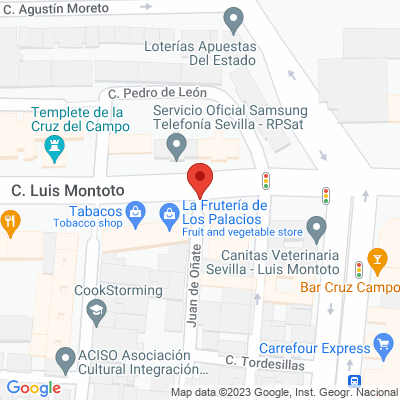 C. Agustín Moreto
Loterías Apuestas
Del Estado
C. Pedro de León
Templete de la
Cruz del Campo
Servicio Oficial Samsung
Telefonía Sevilla - RPSat
C. Luis Montoto
Tabacos
Tobacco shop
La Frutería de
Los Palacios
Fruit and vegetable store
Juan de Oñate
Canitas Veterinaria
Sevilla - Luis Montoto
Bar Cruz Campo
CookStorming
ACISO Asociación
Cultural Integración...
C. Tordesillas
Carrefour Express
Google
Map data ©2023 Google, Inst. Geogr. Nacional